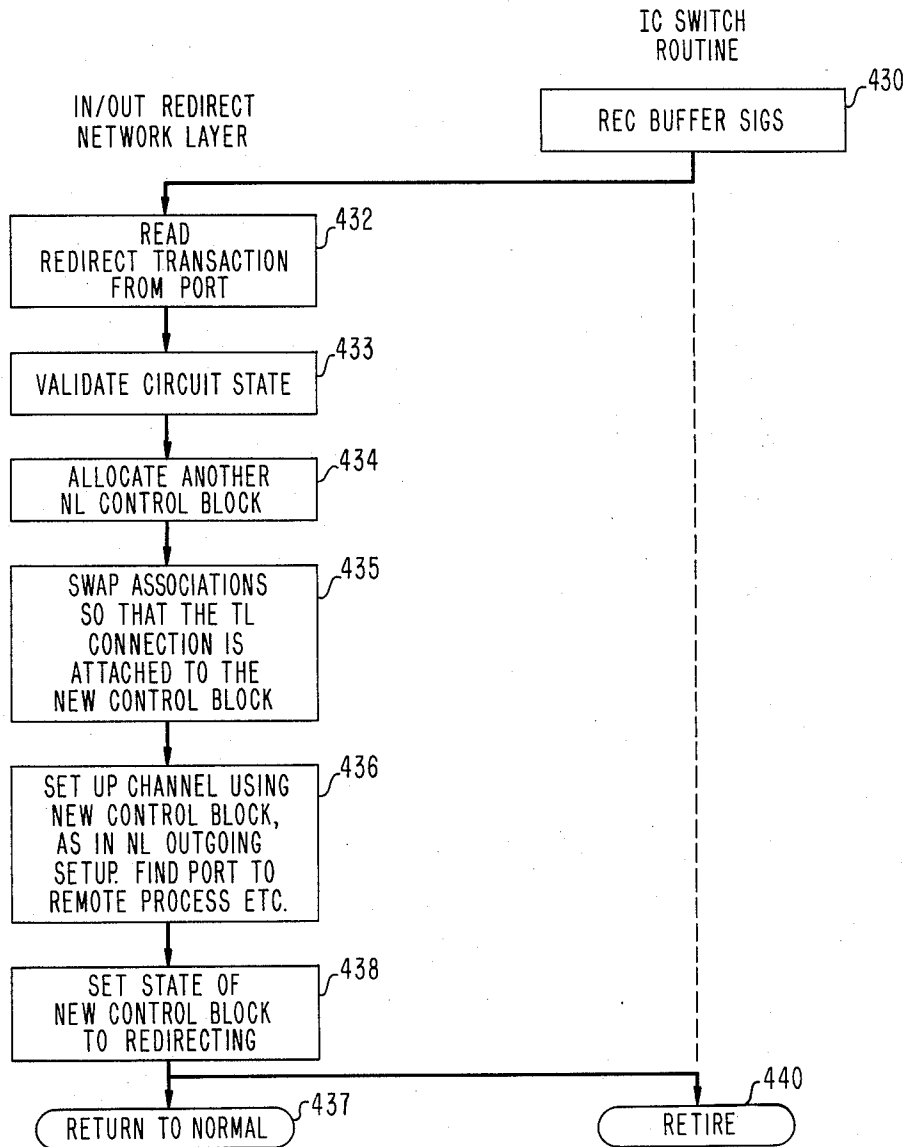 IC SWITCH
ROUTINE
430
REC BUFFER SIGS
IN/OUT REDIRECT
NETWORK LAYER
432
READ
REDIRECT TRANSACTION
FROM PORT
433
VALIDATE CIRCUIT STATE
434
ALLOCATE ANOTHER
NL CONTROL BLOCK
435
SWAP ASSOCIATIONS
SO THAT THE TL
CONNECTION IS
ATTACHED TO THE
NEW CONTROL BLOCK
436
SET UP CHANNEL USING
NEW CONTROL BLOCK,
AS IN NL OUTGOING
SETUP. FIND PORT TO
REMOTE PROCESS ETC.
438
SET STATE OF
NEW CONTROL BLOCK
TO REDIRECTING
437
RETURN TO NORMAL
440
RETIRE